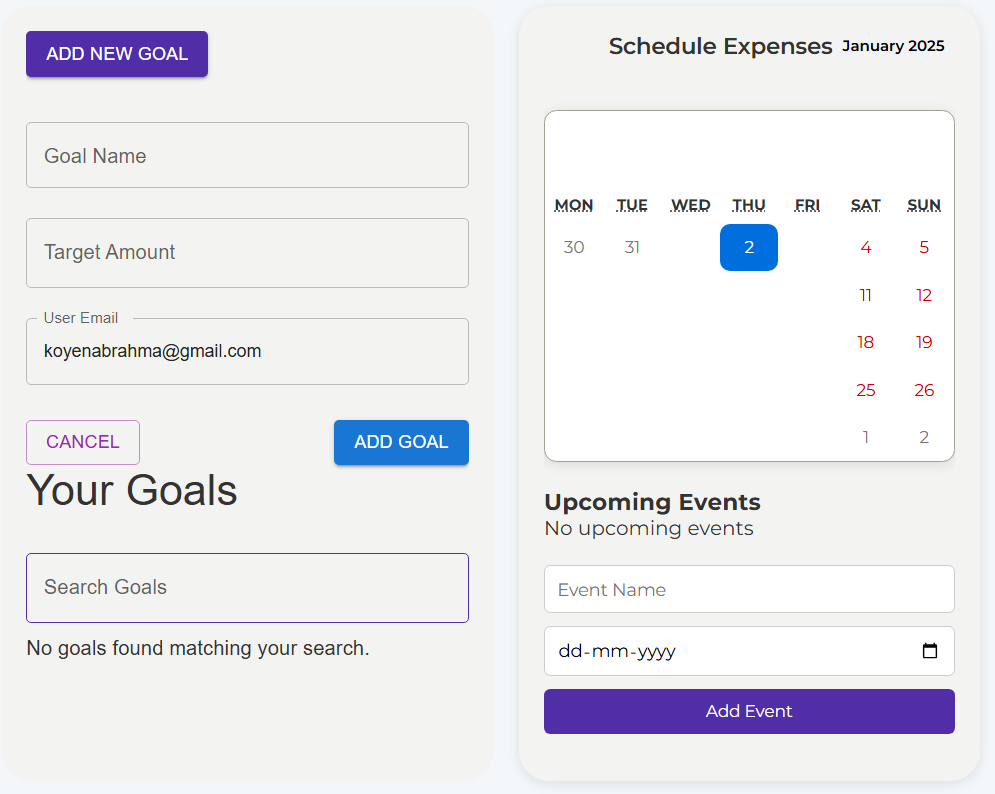 ADD NEW GOAL
Goal Name
Target Amount
User Email
koyenabrahma@gmail.com
CANCEL ADD GOAL
Your Goals
Search Goals
No goals found matching your search.
Schedule Expenses January 2025
MON TUE WED THU FRI SAT SUN
30 31 2 4 5
11 12
18 19
25 26
1 2
Upcoming Events
No upcoming events
Event Name
dd-mm-yyyy
Add Event